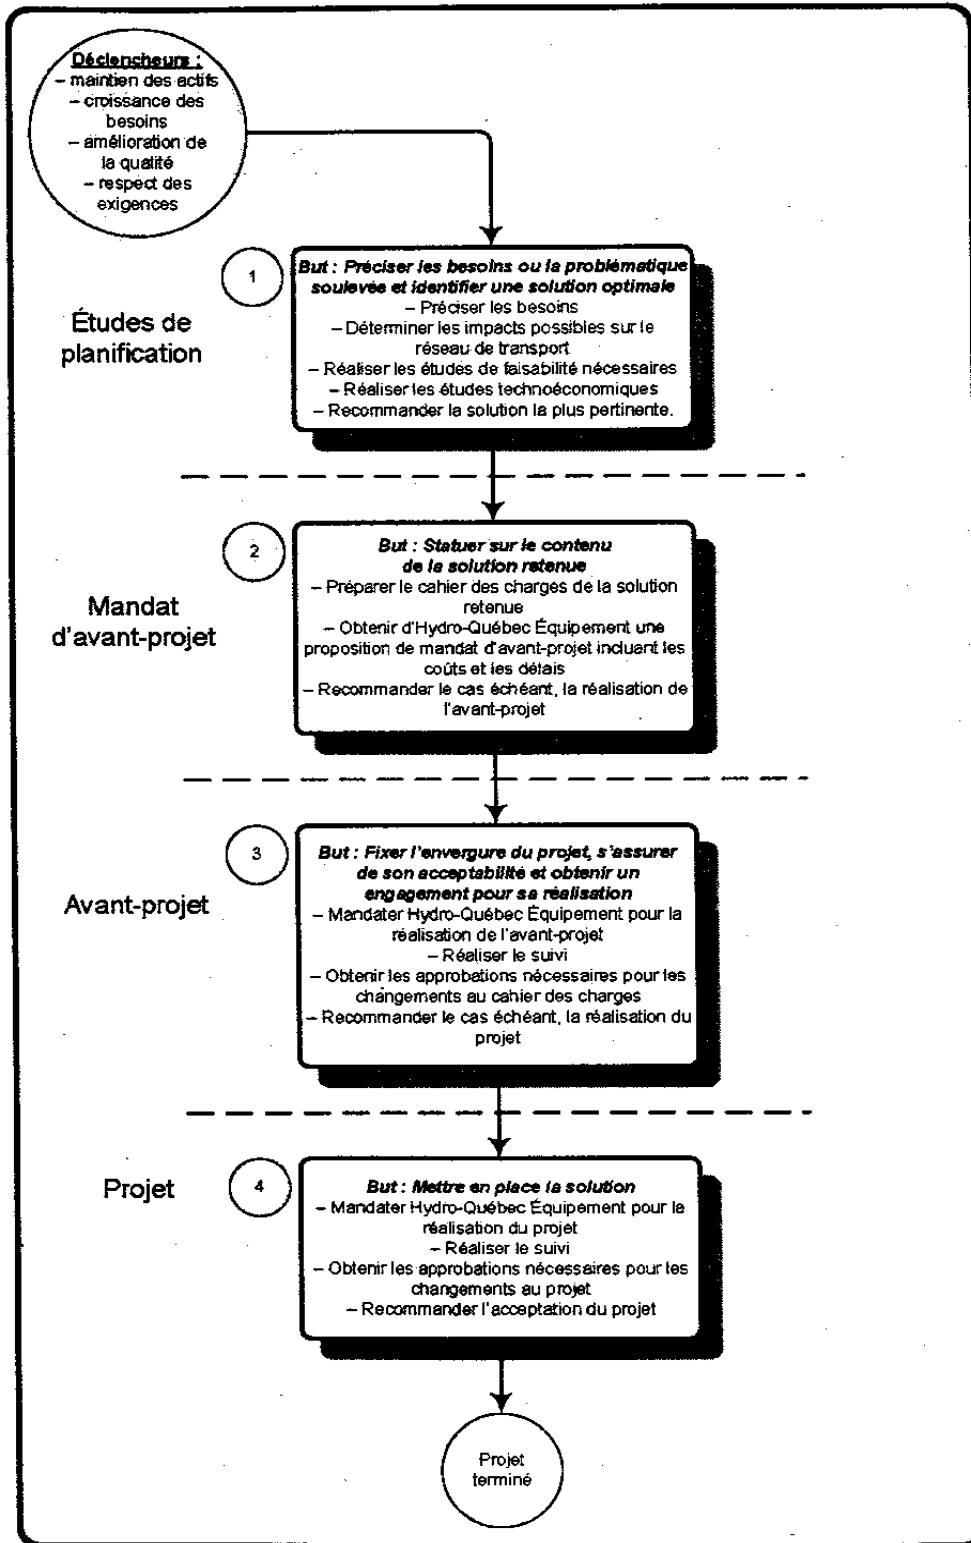 Déclencheurs :
– maintien des actifs
– croissance des
besoins
– amélioration de
la qualité
– respect des
exigences
1
Études de
planification
But : Préciser les besoins ou la problématique
soulevée et identifier une solution optimale
– Préciser les besoins
– Déterminer les impacts possibles sur le
réseau de transport
– Réaliser les études de faisabilité nécessaires
– Réaliser les études technoéconomiques
– Recommander la solution la plus pertinente.
2
Mandat
d'avant-projet
But : Statuer sur le contenu
de la solution retenue
– Préparer le cahier des charges de la solution
retenue
– Obtenir d'Hydro-Québec Équipement une
proposition de mandat d'avant-projet incluant les
coûts et les délais
– Recommander le cas échéant, la réalisation de
l'avant-projet
3
Avant-projet
But : Fixer l'envergure du projet, s'assurer
de son acceptabilité et obtenir un
engagement pour sa réalisation
– Mandater Hydro-Québec Équipement pour la
réalisation de l'avant-projet
– Réaliser le suivi
– Obtenir les approbations nécessaires pour les
changements au cahier des charges
– Recommander le cas échéant, la réalisation du
projet
4
Projet
But : Mettre en place la solution
– Mandater Hydro-Québec Équipement pour la
réalisation du projet
– Réaliser le suivi
– Obtenir les approbations nécessaires pour les
changements au projet
– Recommander l'acceptation du projet
Projet
terminé